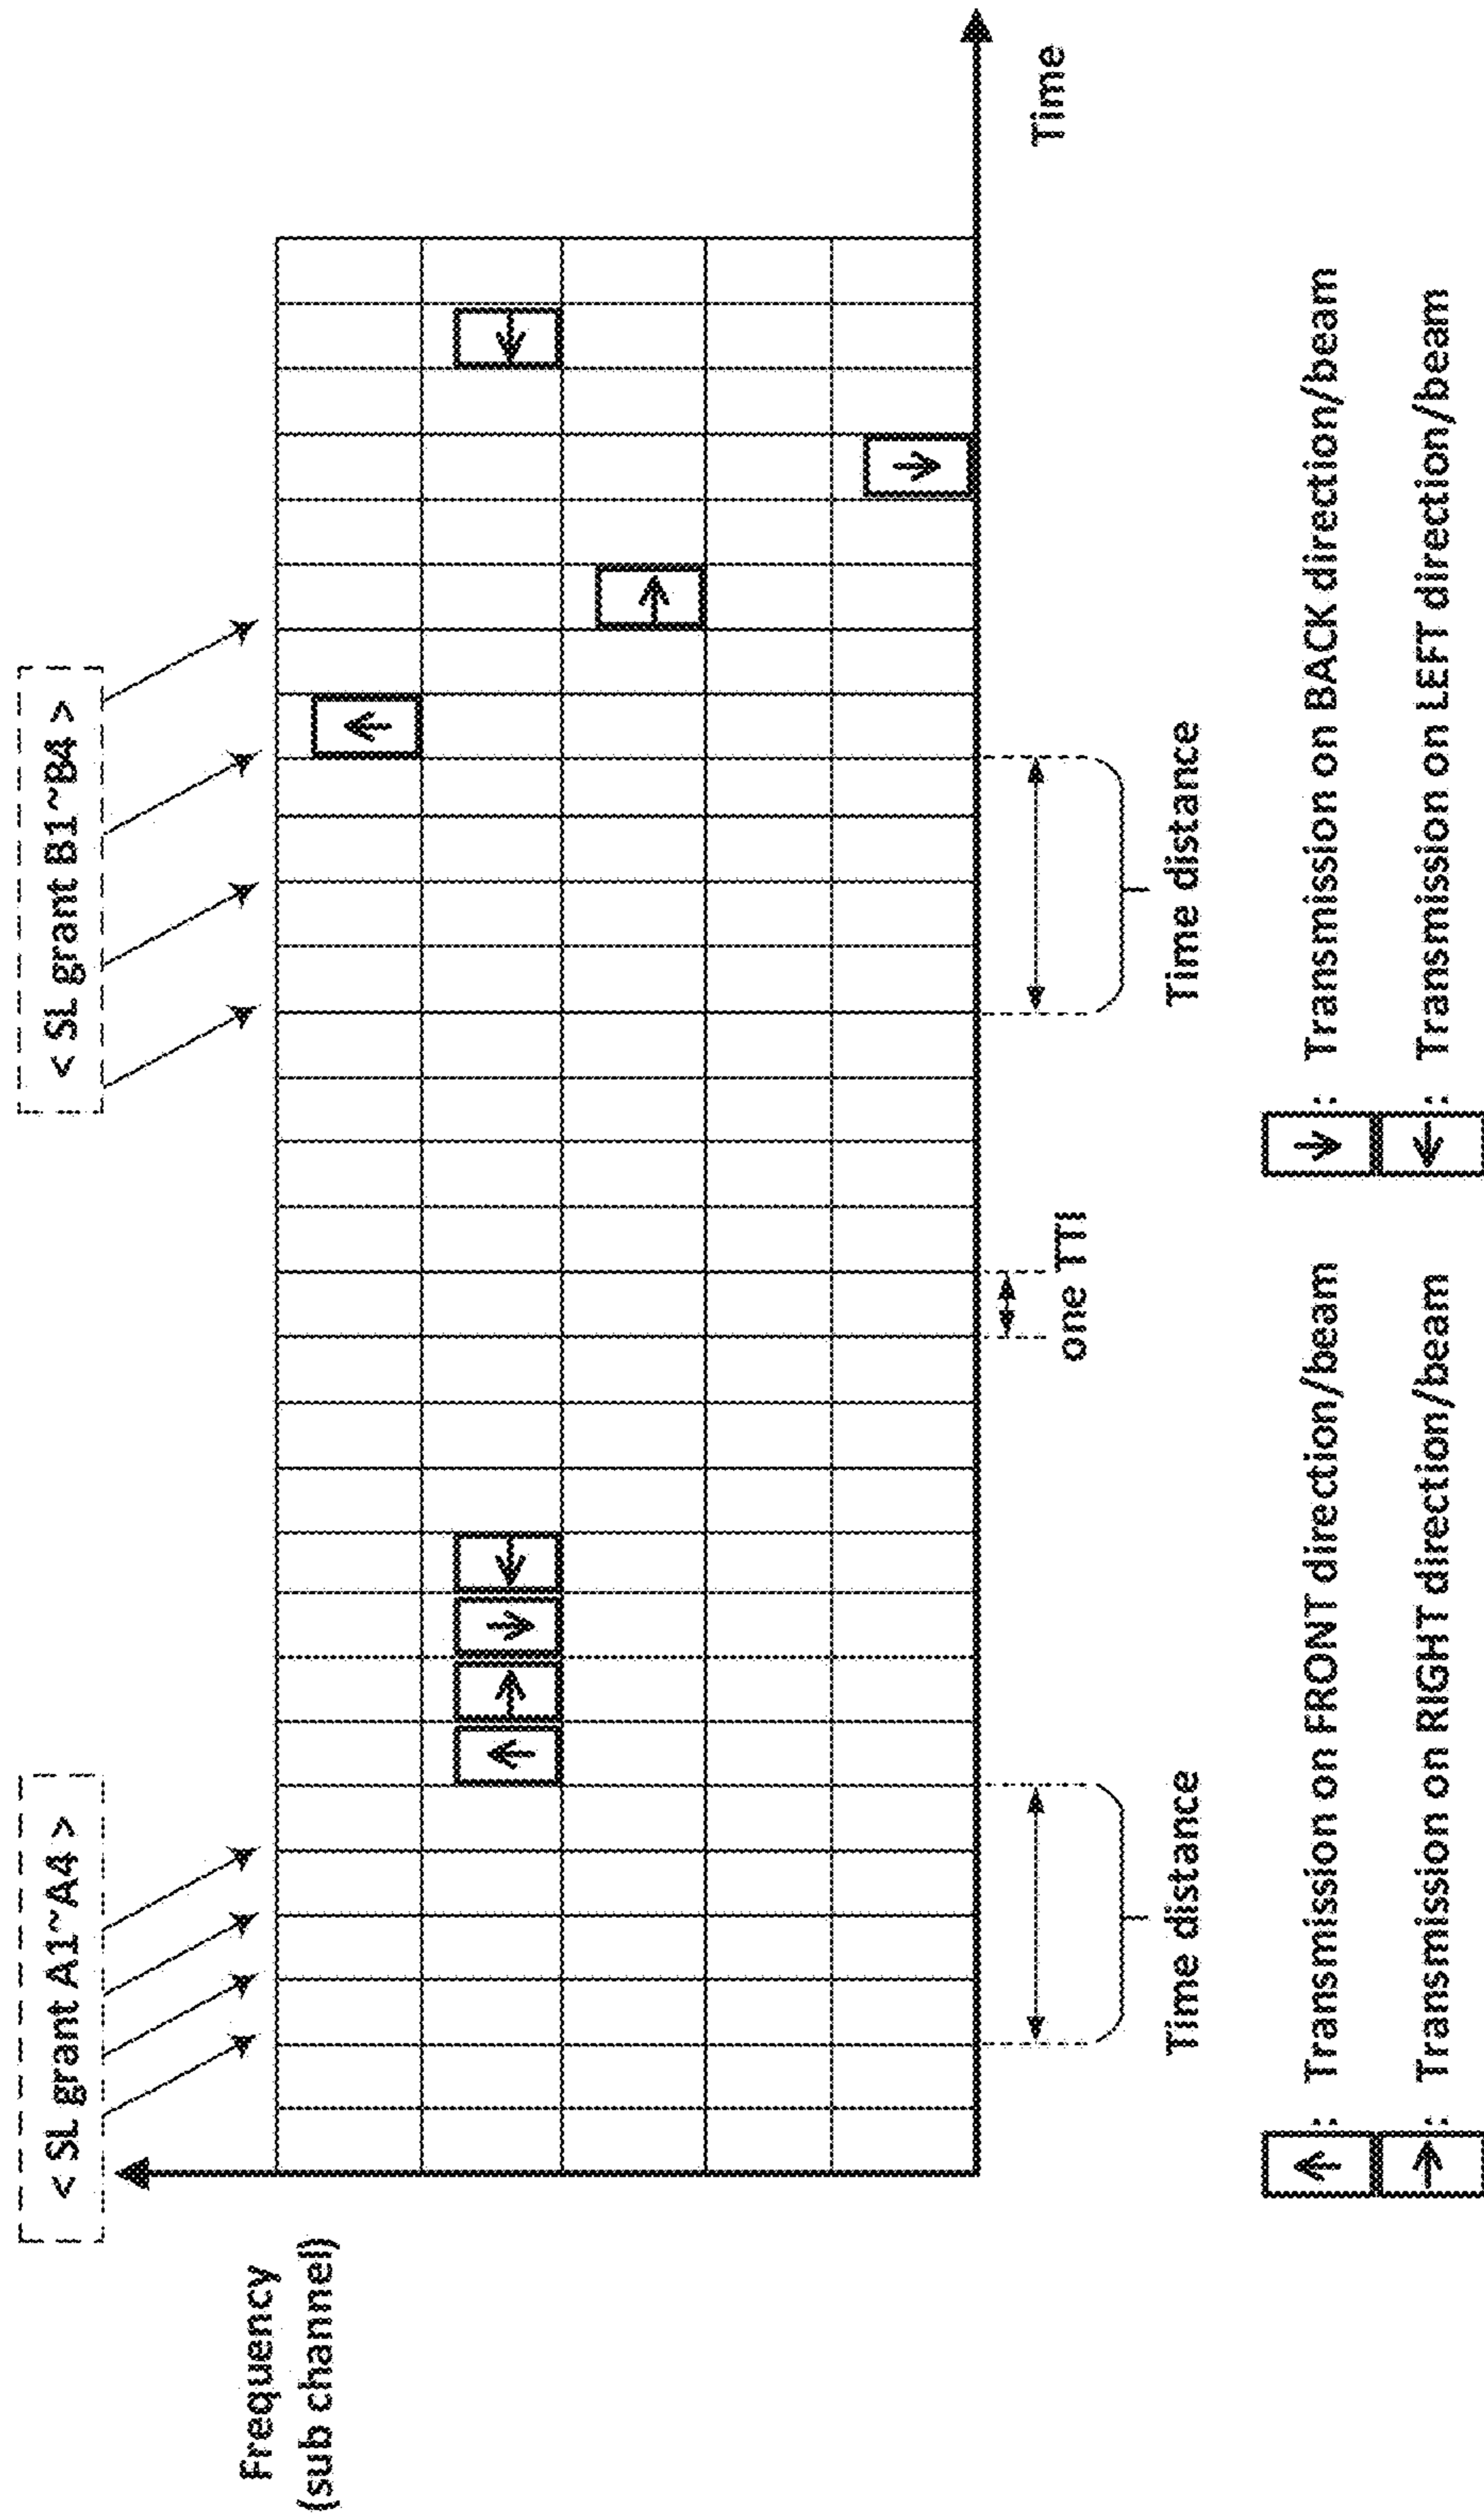 < SL grant A1~A4 >
< SL grant B1~B4 >
Frequency
(sub channel)
Time
one TTI
Time distance
Time distance
: Transmission on FRONT direction/beam
: Transmission on BACK direction/beam
: Transmission on RIGHT direction/beam
: Transmission on LEFT direction/beam